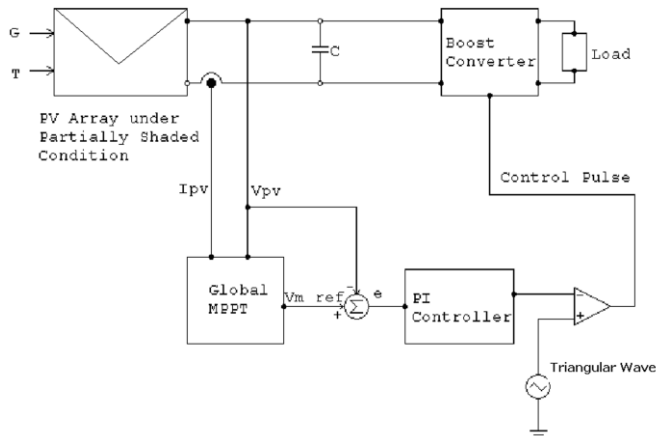 G
T
PV Array under
Partially Shaded
Condition
C
Boost
Converter
Load
Ipv
Vpv
Control Pulse
Global
MPPT
Vm ref
-
+
Σ
e
PI
Controller
-
+
Triangular Wave